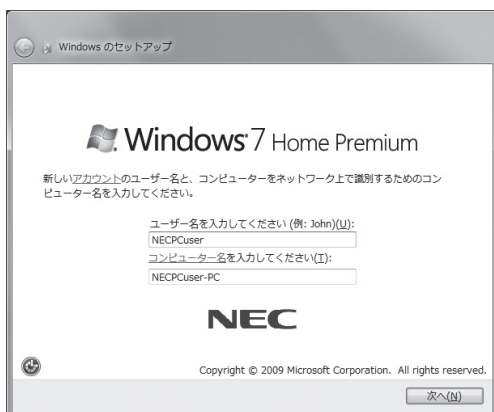 Windows のセットアップ
Windows 7 Home Premium
新しいアカウントのユーザー名と、コンピューターをネットワーク上で識別するためのコン
ピューター名を入力してください。
ユーザー名を入力してください (例: John)(U):
NECPCuser
コンピューター名を入力してください(T):
NECPCuser-PC
NEC
Copyright © 2009 Microsoft Corporation. All rights reserved.
次へ(N)